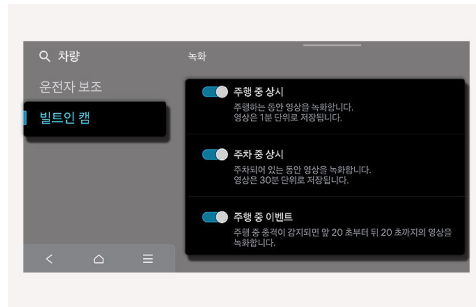 차량
녹화
운전자 보조
빌트인 캠
주행 중 상시
주행하는 동안 영상을 녹화합니다.
영상은 1분 단위로 저장됩니다.
주차 중 상시
주차되어 있는 동안 영상을 녹화합니다.
영상은 30분 단위로 저장됩니다.
주행 중 이벤트
주행 중 충격이 감지되면 앞 20 초부터 뒤 20 초까지의 영상을
녹화합니다.